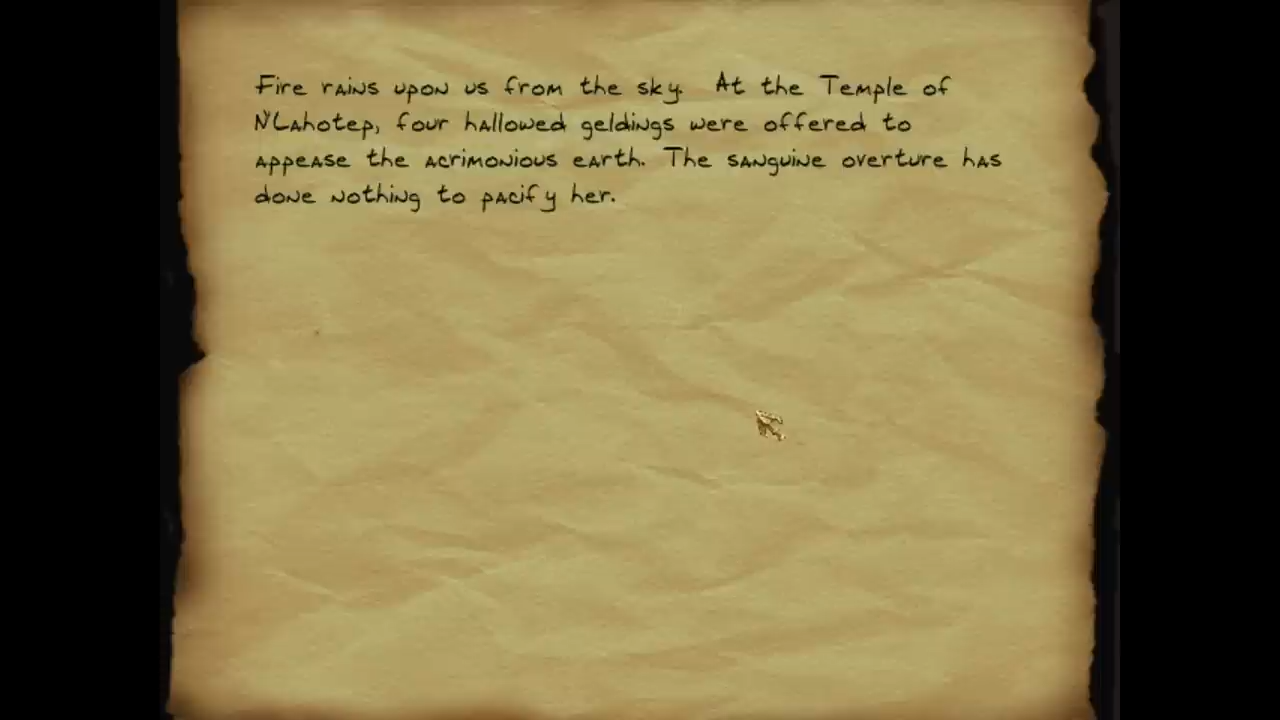 Fire rains upon us from the sky. At the Temple of
N'Lahotep, four hallowed geldings were offered to
appease the acrimonious earth. The sanguine overture has
done nothing to pacify her.